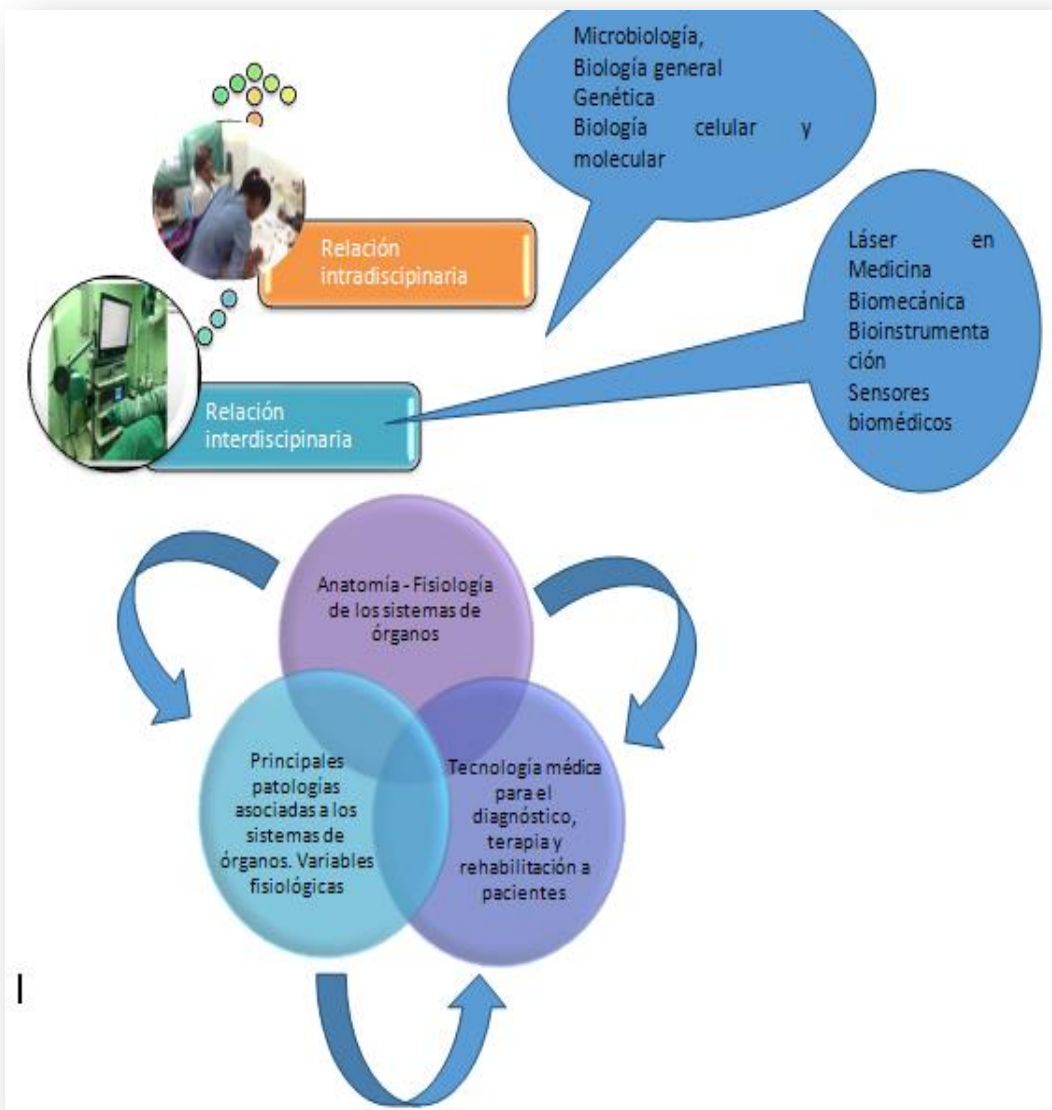 Microbiología,
Biología general
Genética
Biología celular y
molecular
Relación
intradiscipinaria
Láser en
Medicina
Biomecánica
Bioinstrumenta
ción
Sensores
biomédicos
Relación
interdiscipinaria
Anatomía - Fisiología
de los sistemas de
órganos
Principales
patologías
asociadas a los
sistemas de
órganos. Variables
fisiológicas
Tecnología médica
para el
diagnóstico,
terapia y
rehabilitación a
pacientes